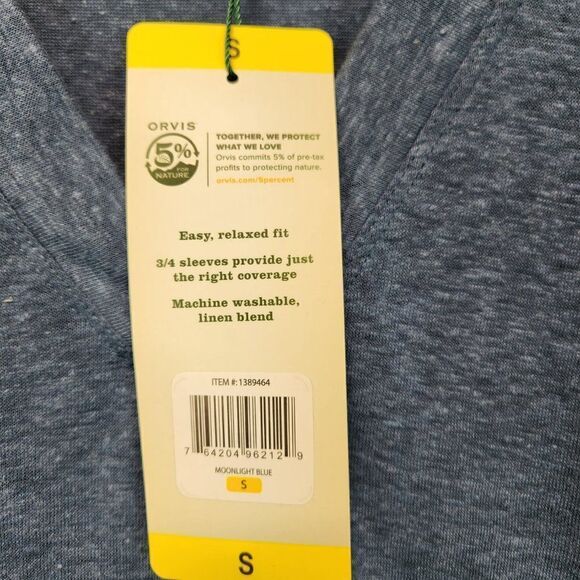 S
ORVIS
5%
FOR
NATURE
TOGETHER, WE PROTECT
WHAT WE LOVE
Orvis commits 5% of pre-tax
profits to protecting nature.
orvis.com/5percent
Easy, relaxed fit
3/4 sleeves provide just
the right coverage
Machine washable,
linen blend
ITEM #: 1389464
7 64204 96212 9
MOONLIGHT BLUE
S
S